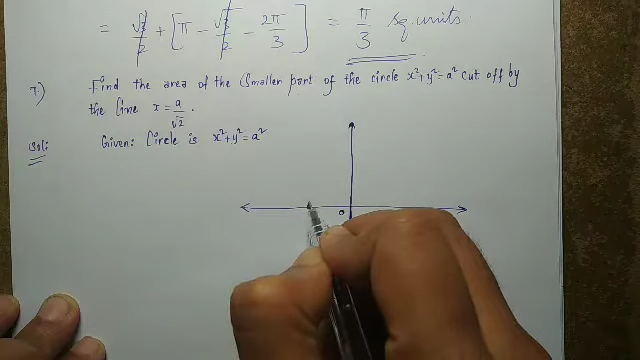 = √3/2 + [π - √3/2 - 2π/3] = π/3 sq.units.
7) Find the area of the Smaller part of the circle x²+y²=a² cut off by
the line x = a/√2.
Sol: Given: Circle is x²+y²=a²
0